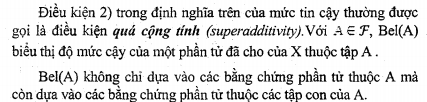 Điều kiện 2) trong định nghĩa trên của mức tin cậy thường được
gọi là điều kiện quá cộng tính (superadditivity).Với A ∈ F, Bel(A)
biểu thị độ mức cậy của một phần tử đã cho của X thuộc tập A .
Bel(A) không chỉ dựa vào các bằng chứng phần tử thuộc A mà
còn dựa vào các bằng chứng phần tử thuộc các tập con của A.